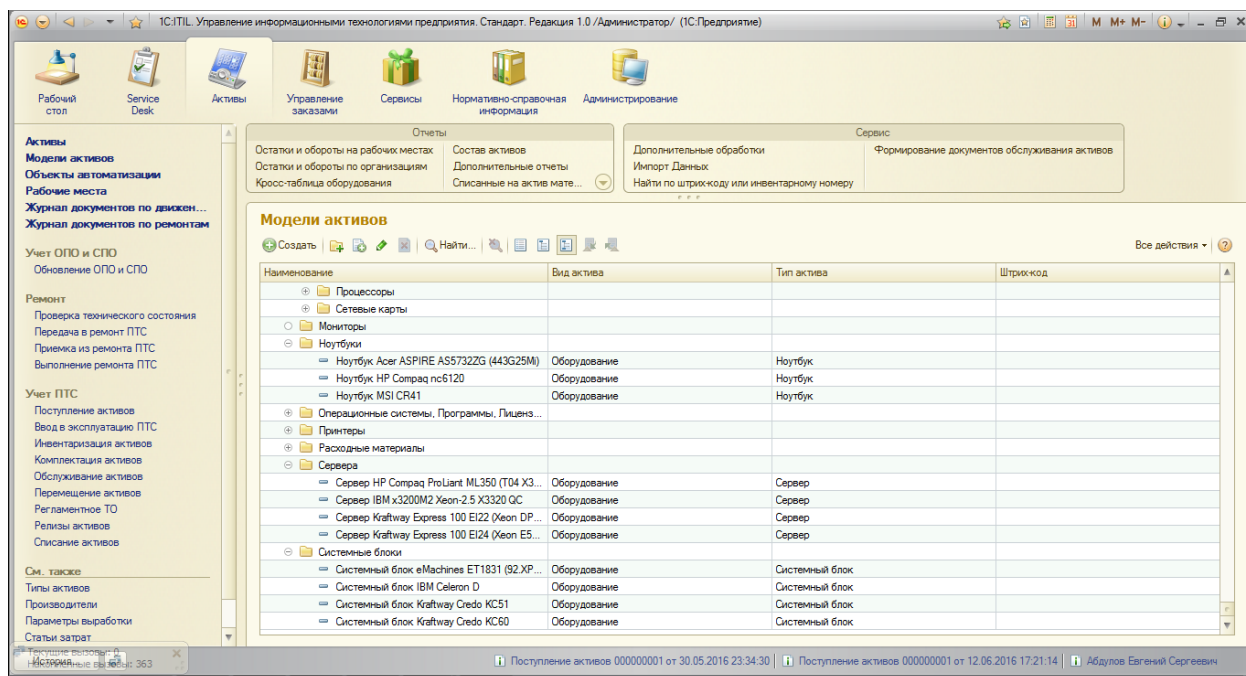 1С:ITIL. Управление информационными технологиями предприятия. Стандарт. Редакция 1.0 /Администратор/ (1С:Предприятие)
M M+ M-
Рабочий стол
Service Desk
Активы
Управление заказами
Сервисы
Нормативно-справочная информация
Администрирование
Активы
Модели активов
Объекты автоматизации
Рабочие места
Журнал документов по движен...
Журнал документов по ремонтам
Учет ОПО и СПО
Обновление ОПО и СПО
Ремонт
Проверка технического состояния
Передача в ремонт ПТС
Приемка из ремонта ПТС
Выполнение ремонта ПТС
Учет ПТС
Поступление активов
Ввод в эксплуатацию ПТС
Инвентаризация активов
Комплектация активов
Обслуживание активов
Перемещение активов
Регламентное ТО
Релизы активов
Списание активов
См. также
Типы активов
Производители
Параметры выработки
Статьи затрат
Отчеты
Остатки и обороты на рабочих местах Состав активов
Остатки и обороты по организациям Дополнительные отчеты
Кросс-таблица оборудования Списанные на актив мате...
Сервис
Дополнительные обработки Формирование документов обслуживания активов
Импорт Данных
Найти по штрих-коду или инвентарному номеру
Модели активов
Создать Найти... Все действия
Наименование Вид актива Тип актива Штрих-код
Процессоры
Сетевые карты
Мониторы
Ноутбуки
Ноутбук Acer ASPIRE AS5732ZG (443G25Mi) Оборудование Ноутбук
Ноутбук HP Compaq nc6120 Оборудование Ноутбук
Ноутбук MSI CR41 Оборудование Ноутбук
Операционные системы, Программы, Лиценз...
Принтеры
Расходные материалы
Сервера
Сервер HP Compaq ProLiant ML350 (T04 X3... Оборудование Сервер
Сервер IBM x3200M2 Xeon-2.5 X3320 QC Оборудование Сервер
Сервер Kraftway Express 100 EI22 (Xeon DP... Оборудование Сервер
Сервер Kraftway Express 100 EI24 (Xeon E5... Оборудование Сервер
Системные блоки
Системный блок eMachines ET1831 (92.XP... Оборудование Системный блок
Системный блок IBM Celeron D Оборудование Системный блок
Системный блок Kraftway Credo KC51 Оборудование Системный блок
Системный блок Kraftway Credo KC60 Оборудование Системный блок
Текущие вызовы: 0
Накопленные вызовы: 363
История...
Поступление активов 000000001 от 30.05.2016 23:34:30 Поступление активов 000000001 от 12.06.2016 17:21:14 Абдулов Евгений Сергеевич